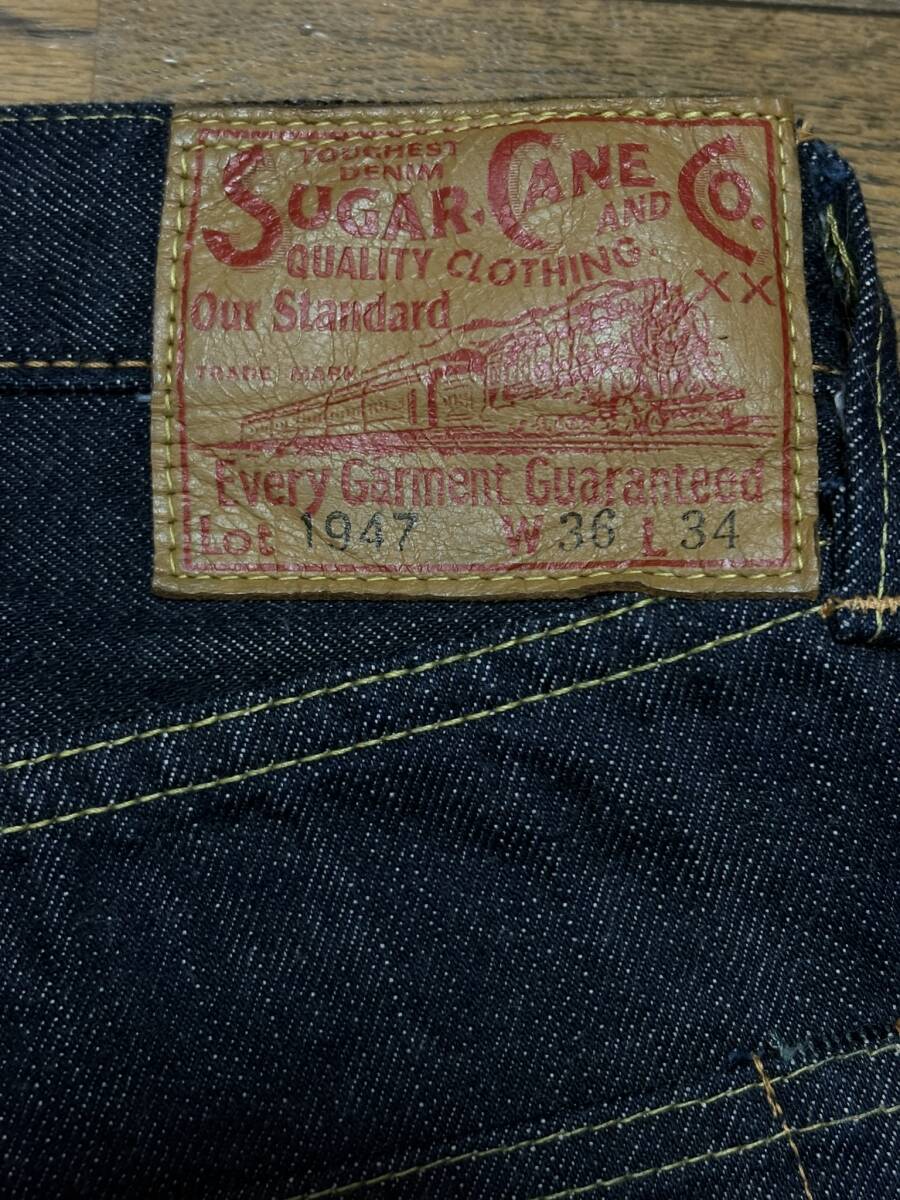 TOUGHEST
DENIM
SUGAR·CANE AND CO.
QUALITY CLOTHING.
XX
Our Standard
TRADE MARK
Every Garment Guaranteed
Lot 1947 W 36 L 34